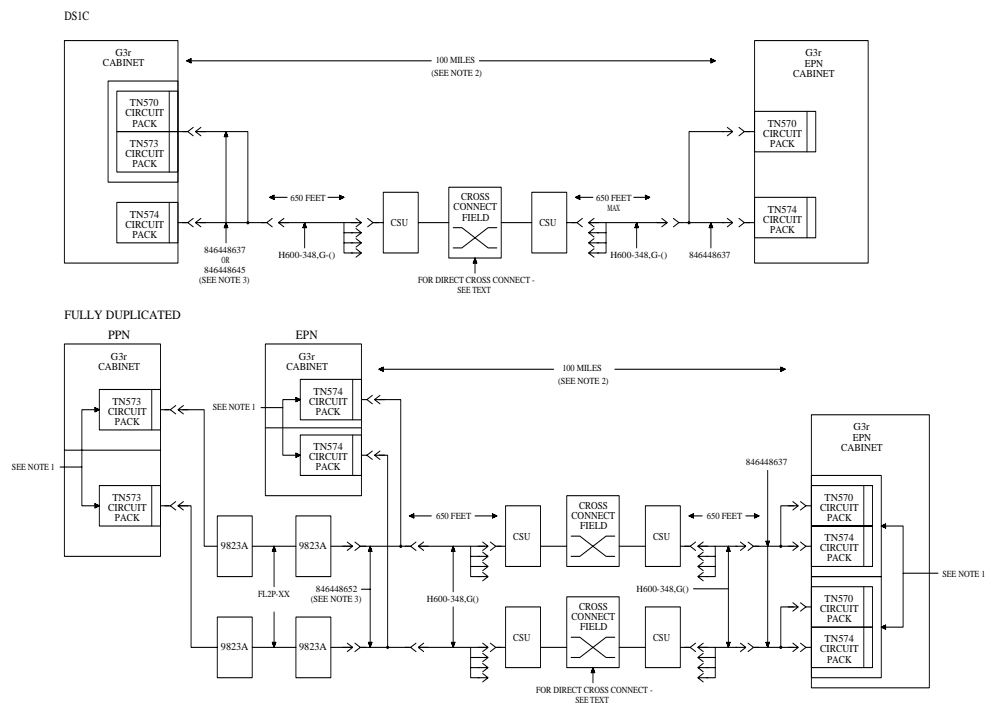 DS1C
G3r
CABINET
TN570
CIRCUIT
PACK
TN573
CIRCUIT
PACK
TN574
CIRCUIT
PACK
100 MILES
(SEE NOTE 2)
G3r
EPN
CABINET
TN570
CIRCUIT
PACK
TN574
CIRCUIT
PACK
650 FEET
CSU
CROSS
CONNECT
FIELD
CSU
650 FEET
MAX
846448637
OR
846448645
(SEE NOTE 3)
H600-348,G-()
FOR DIRECT CROSS CONNECT -
SEE TEXT
H600-348,G-()
846448637
FULLY DUPLICATED
PPN
G3r
CABINET
TN573
CIRCUIT
PACK
SEE NOTE 1
TN573
CIRCUIT
PACK
EPN
G3r
CABINET
TN574
CIRCUIT
PACK
SEE NOTE 1
TN574
CIRCUIT
PACK
100 MILES
(SEE NOTE 2)
G3r
EPN
CABINET
846448637
TN570
CIRCUIT
PACK
TN574
CIRCUIT
PACK
SEE NOTE 1
TN570
CIRCUIT
PACK
TN574
CIRCUIT
PACK
9823A
9823A
650 FEET
CSU
CROSS
CONNECT
FIELD
CSU
650 FEET
FL2P-XX
846448652
(SEE NOTE 3)
H600-348,G()
H600-348,G()
9823A
9823A
CSU
CROSS
CONNECT
FIELD
CSU
FOR DIRECT CROSS CONNECT -
SEE TEXT